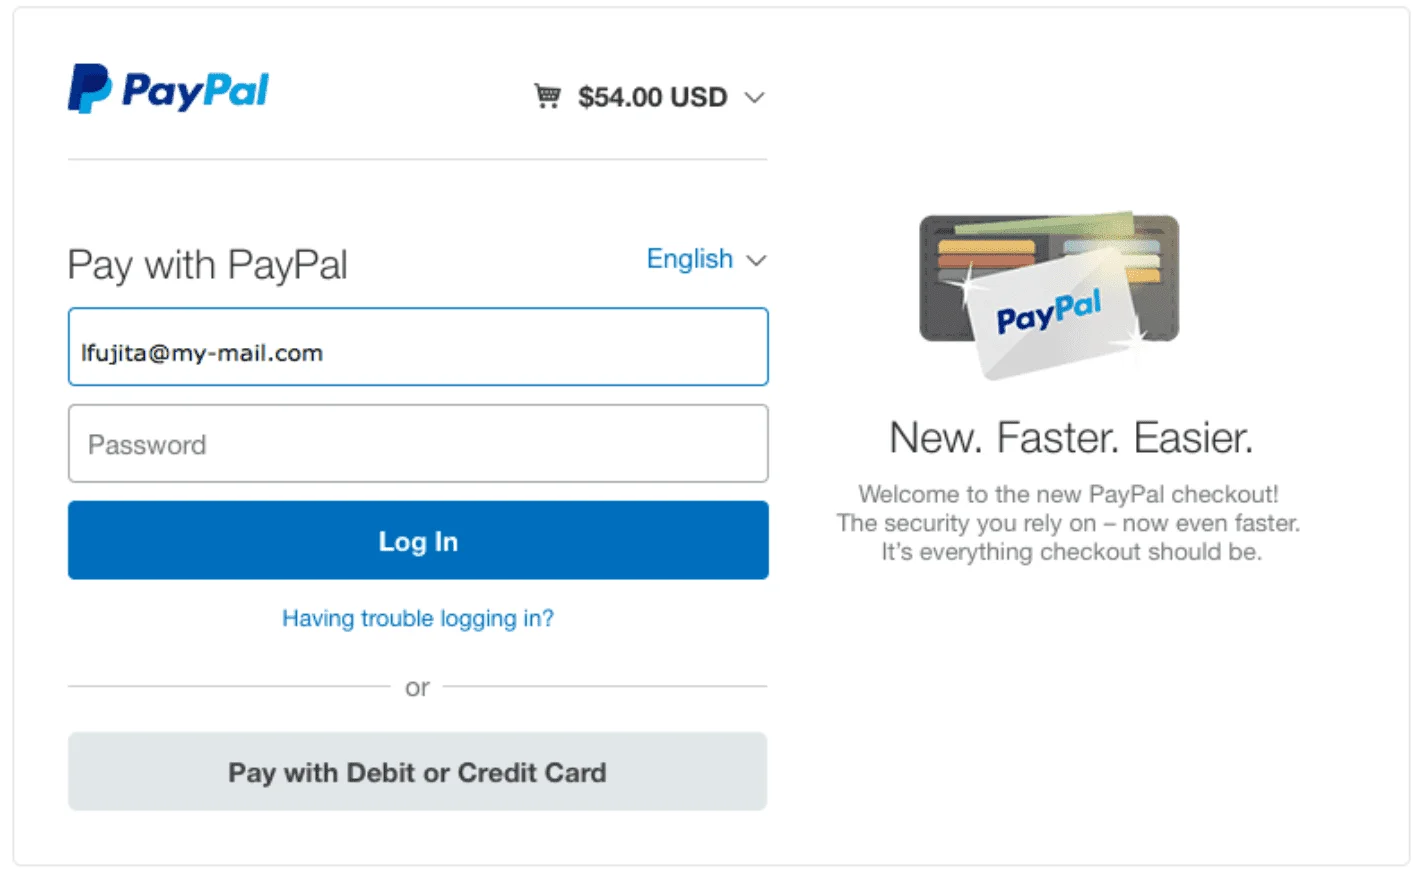 PayPal
$54.00 USD
Pay with PayPal
English
lfujita@my-mail.com
Password
Log In
Having trouble logging in?
or
Pay with Debit or Credit Card
PayPal
New. Faster. Easier.
Welcome to the new PayPal checkout!
The security you rely on – now even faster.
It's everything checkout should be.